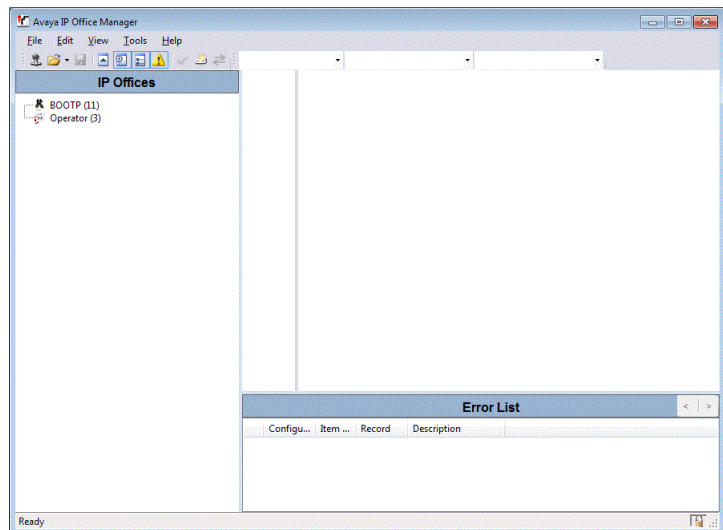 Avaya IP Office Manager
File Edit View Tools Help
IP Offices
BOOTP (11)
Operator (3)
Error List
Configu... Item ... Record Description
Ready